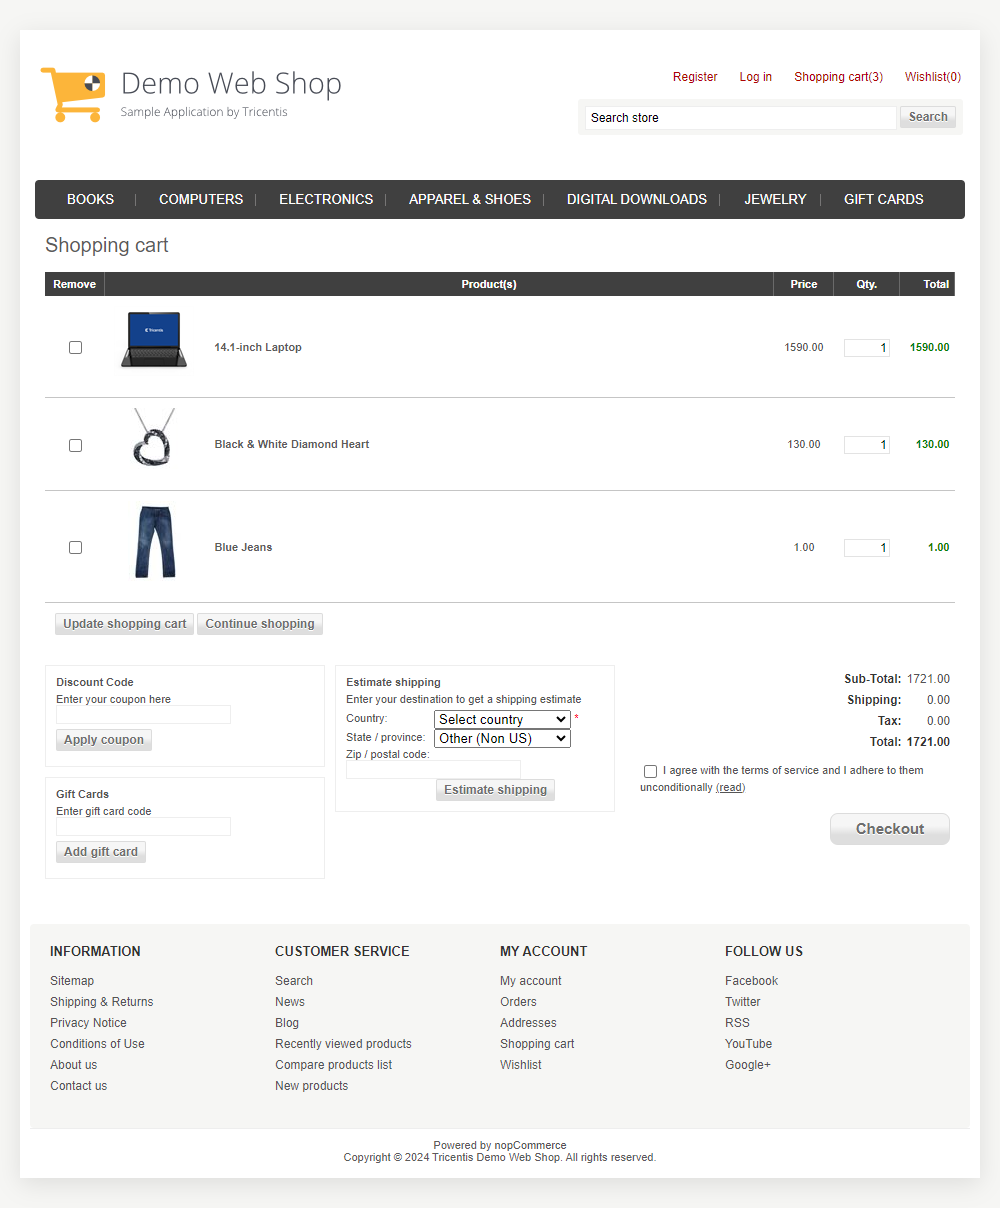 Demo Web Shop
Sample Application by Tricentis
Register Log in Shopping cart(3) Wishlist(0)
Search store Search
BOOKS COMPUTERS ELECTRONICS APPAREL & SHOES DIGITAL DOWNLOADS JEWELRY GIFT CARDS
Shopping cart
Remove Product(s) Price Qty. Total
Tricentis
14.1-inch Laptop 1590.00 1 1590.00
Black & White Diamond Heart 130.00 1 130.00
Blue Jeans 1.00 1 1.00
Update shopping cart Continue shopping
Discount Code
Enter your coupon here
Apply coupon
Gift Cards
Enter gift card code
Add gift card
Estimate shipping
Enter your destination to get a shipping estimate
Country: Select country *
State / province: Other (Non US)
Zip / postal code:
Estimate shipping
Sub-Total: 1721.00
Shipping: 0.00
Tax: 0.00
Total: 1721.00
I agree with the terms of service and I adhere to them
unconditionally (read)
Checkout
INFORMATION
Sitemap
Shipping & Returns
Privacy Notice
Conditions of Use
About us
Contact us
CUSTOMER SERVICE
Search
News
Blog
Recently viewed products
Compare products list
New products
MY ACCOUNT
My account
Orders
Addresses
Shopping cart
Wishlist
FOLLOW US
Facebook
Twitter
RSS
YouTube
Google+
Powered by nopCommerce
Copyright © 2024 Tricentis Demo Web Shop. All rights reserved.